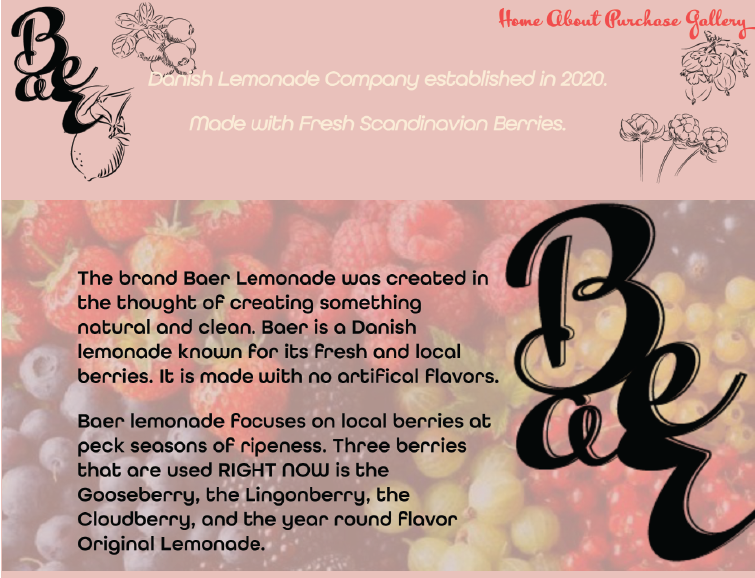 Baer
Home About Purchase Gallery
Danish Lemonade Company established in 2020.
Made with Fresh Scandinavian Berries.
The brand Baer Lemonade was created in
the thought of creating something
natural and clean. Baer is a Danish
lemonade known for its fresh and local
berries. It is made with no artifical flavors.
Baer lemonade focuses on local berries at
peck seasons of ripeness. Three berries
that are used RIGHT NOW is the
Gooseberry, the Lingonberry, the
Cloudberry, and the year round flavor
Original Lemonade.
Baer